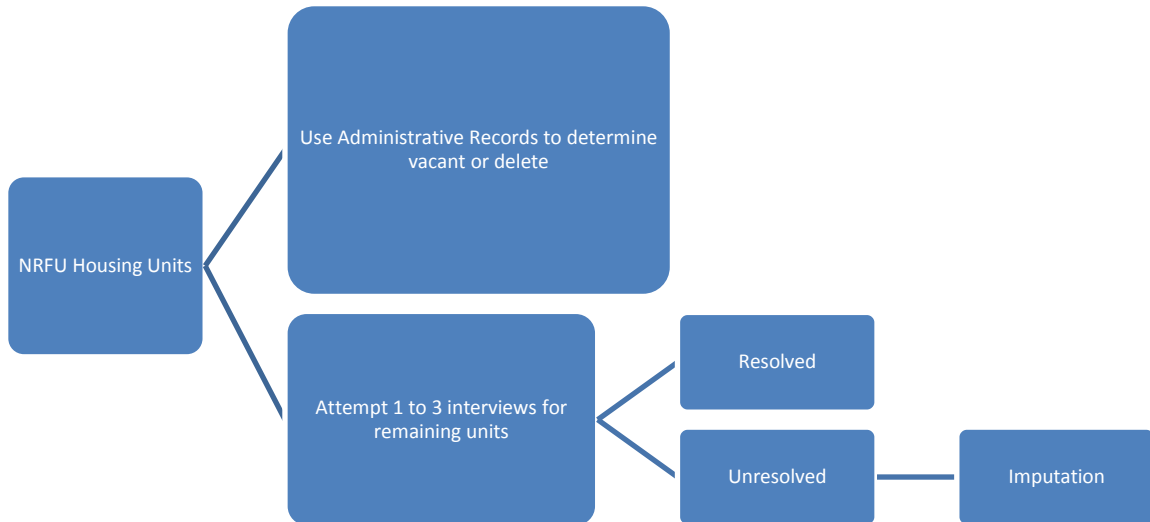 NRFU Housing Units
Use Administrative Records to determine
vacant or delete
Attempt 1 to 3 interviews for
remaining units
Resolved
Unresolved
Imputation